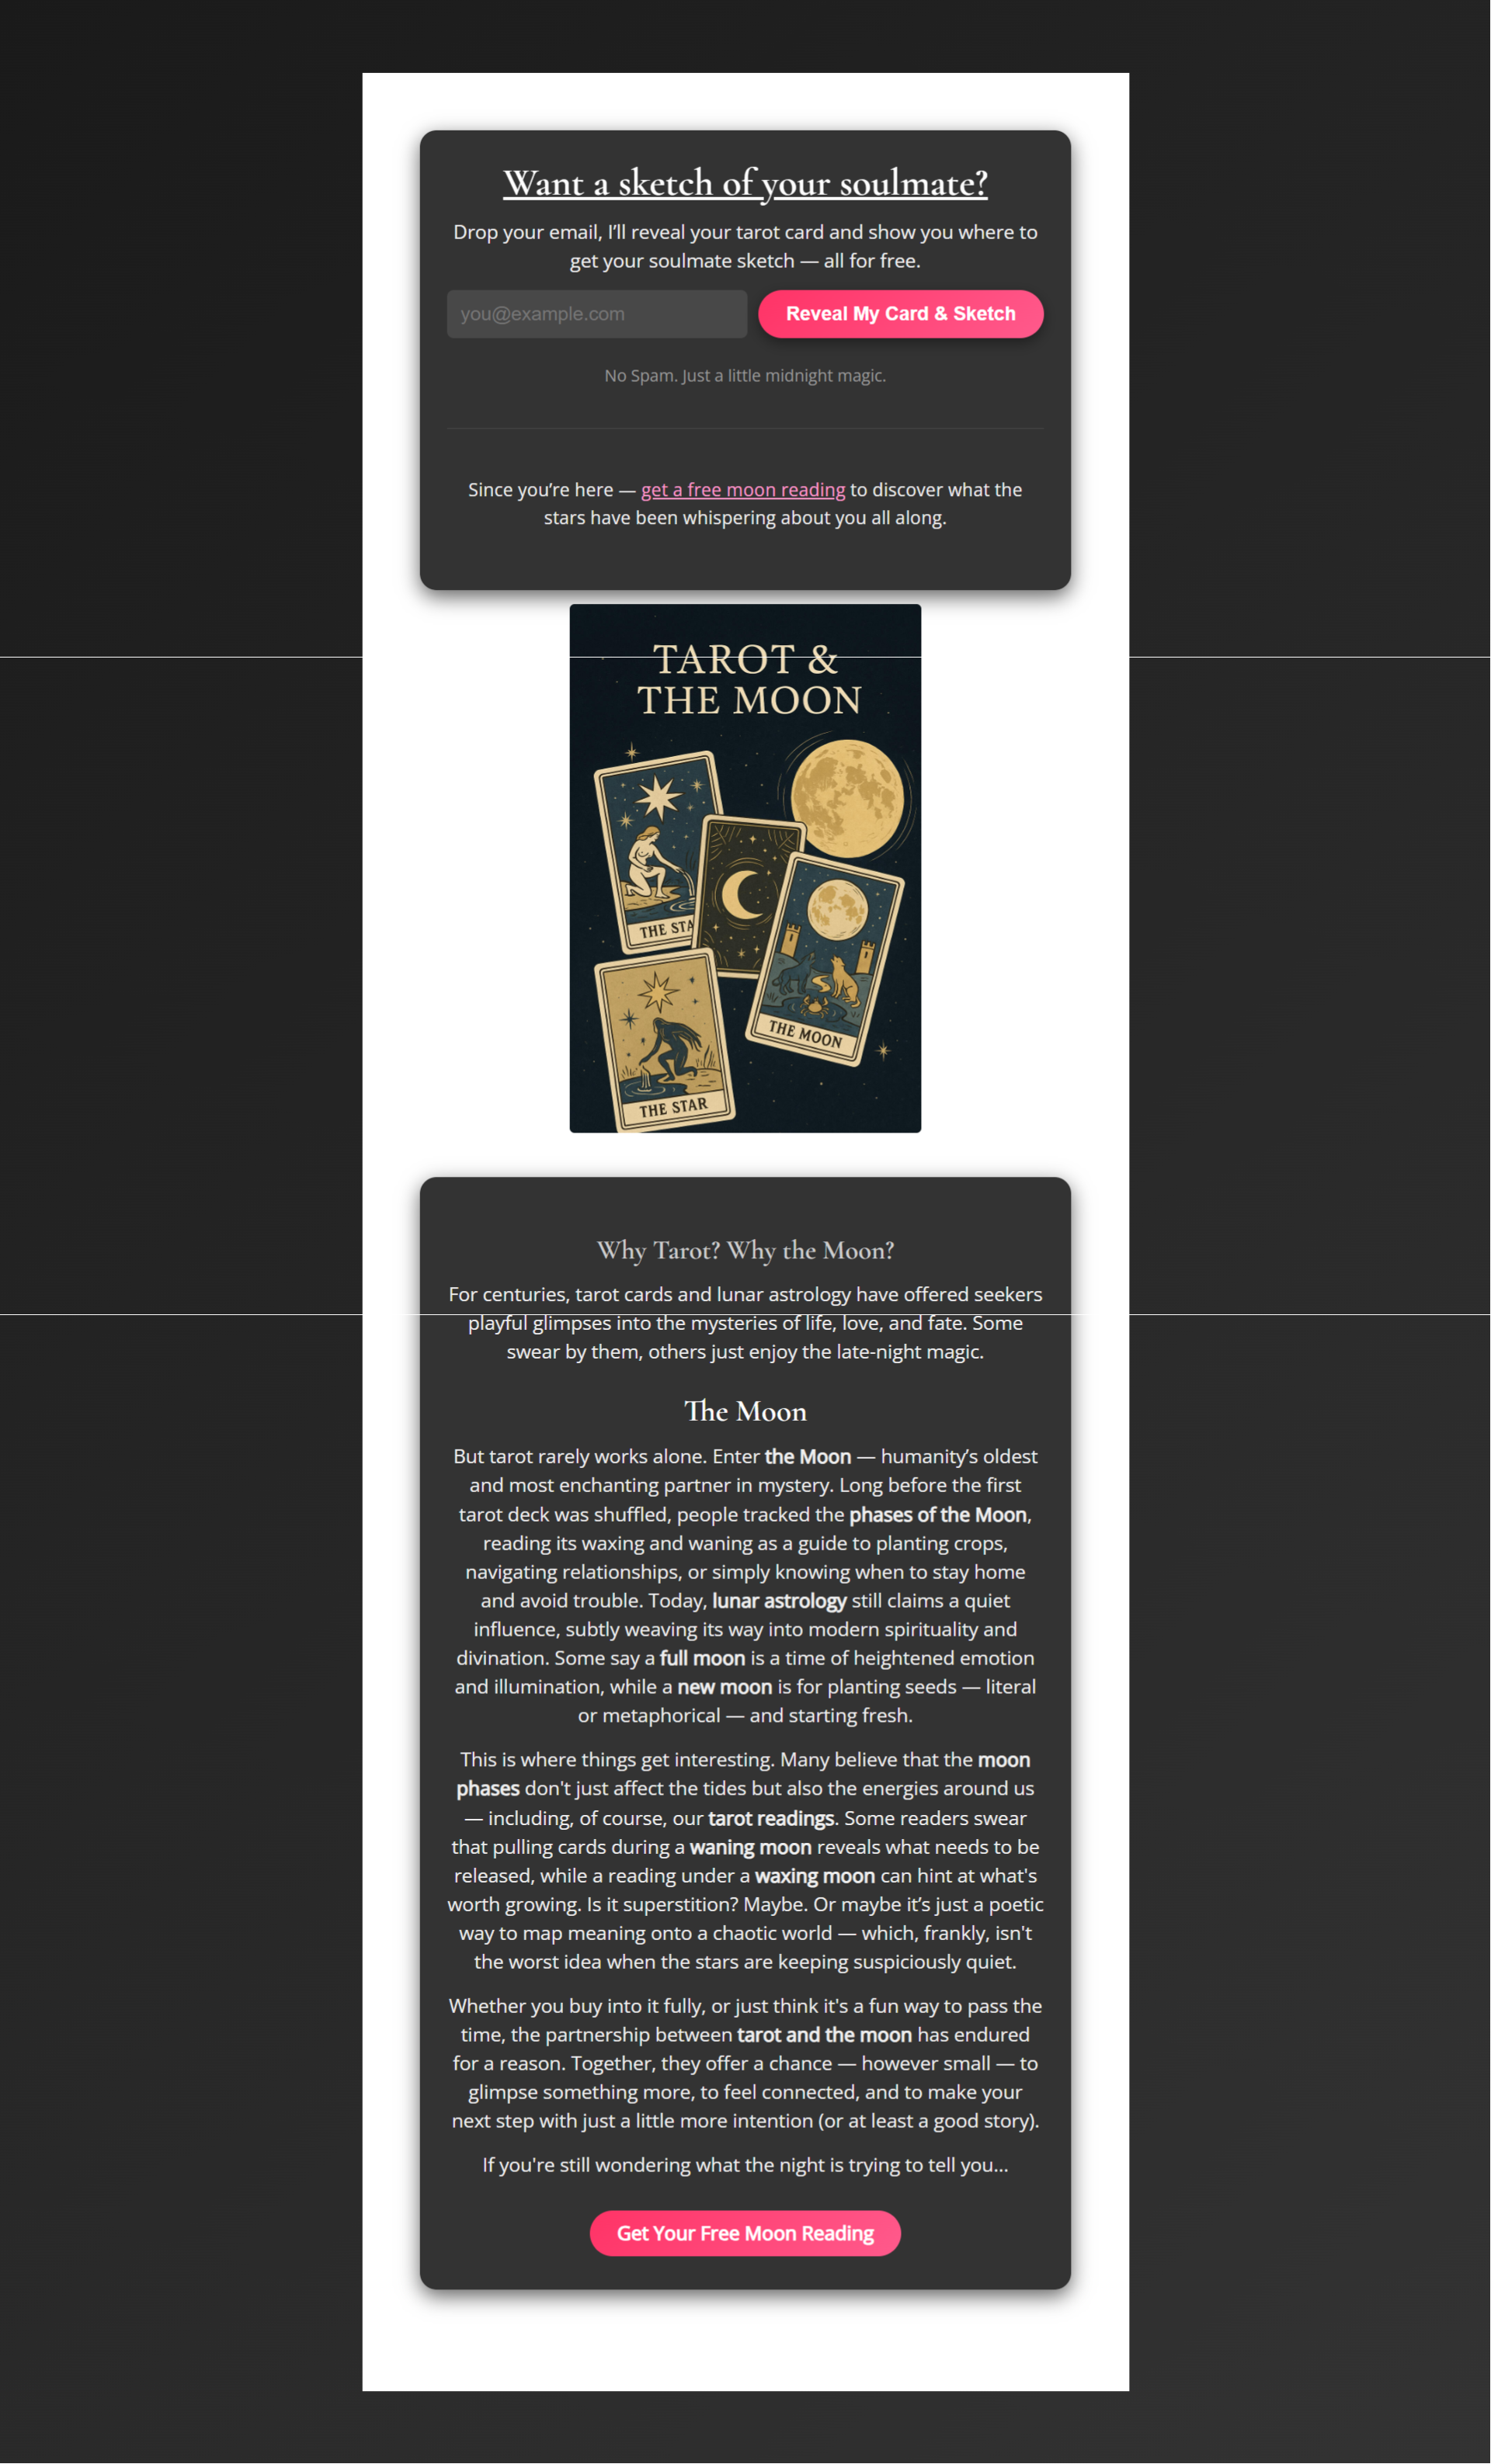 Want a sketch of your soulmate?
Drop your email, I’ll reveal your tarot card and show you where to
get your soulmate sketch — all for free.
you@example.com
Reveal My Card & Sketch
No Spam. Just a little midnight magic.
Since you’re here — get a free moon reading to discover what the
stars have been whispering about you all along.
TAROT &
THE MOON
THE STA
THE MOON
THE STAR
Why Tarot? Why the Moon?
For centuries, tarot cards and lunar astrology have offered seekers
playful glimpses into the mysteries of life, love, and fate. Some
swear by them, others just enjoy the late-night magic.
The Moon
But tarot rarely works alone. Enter the Moon — humanity’s oldest
and most enchanting partner in mystery. Long before the first
tarot deck was shuffled, people tracked the phases of the Moon,
reading its waxing and waning as a guide to planting crops,
navigating relationships, or simply knowing when to stay home
and avoid trouble. Today, lunar astrology still claims a quiet
influence, subtly weaving its way into modern spirituality and
divination. Some say a full moon is a time of heightened emotion
and illumination, while a new moon is for planting seeds — literal
or metaphorical — and starting fresh.
This is where things get interesting. Many believe that the moon
phases don't just affect the tides but also the energies around us
— including, of course, our tarot readings. Some readers swear
that pulling cards during a waning moon reveals what needs to be
released, while a reading under a waxing moon can hint at what's
worth growing. Is it superstition? Maybe. Or maybe it’s just a poetic
way to map meaning onto a chaotic world — which, frankly, isn't
the worst idea when the stars are keeping suspiciously quiet.
Whether you buy into it fully, or just think it's a fun way to pass the
time, the partnership between tarot and the moon has endured
for a reason. Together, they offer a chance — however small — to
glimpse something more, to feel connected, and to make your
next step with just a little more intention (or at least a good story).
If you're still wondering what the night is trying to tell you...
Get Your Free Moon Reading